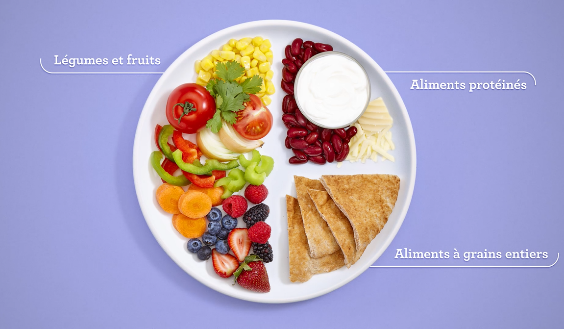 Légumes et fruits
Aliments protéinés
Aliments à grains entiers